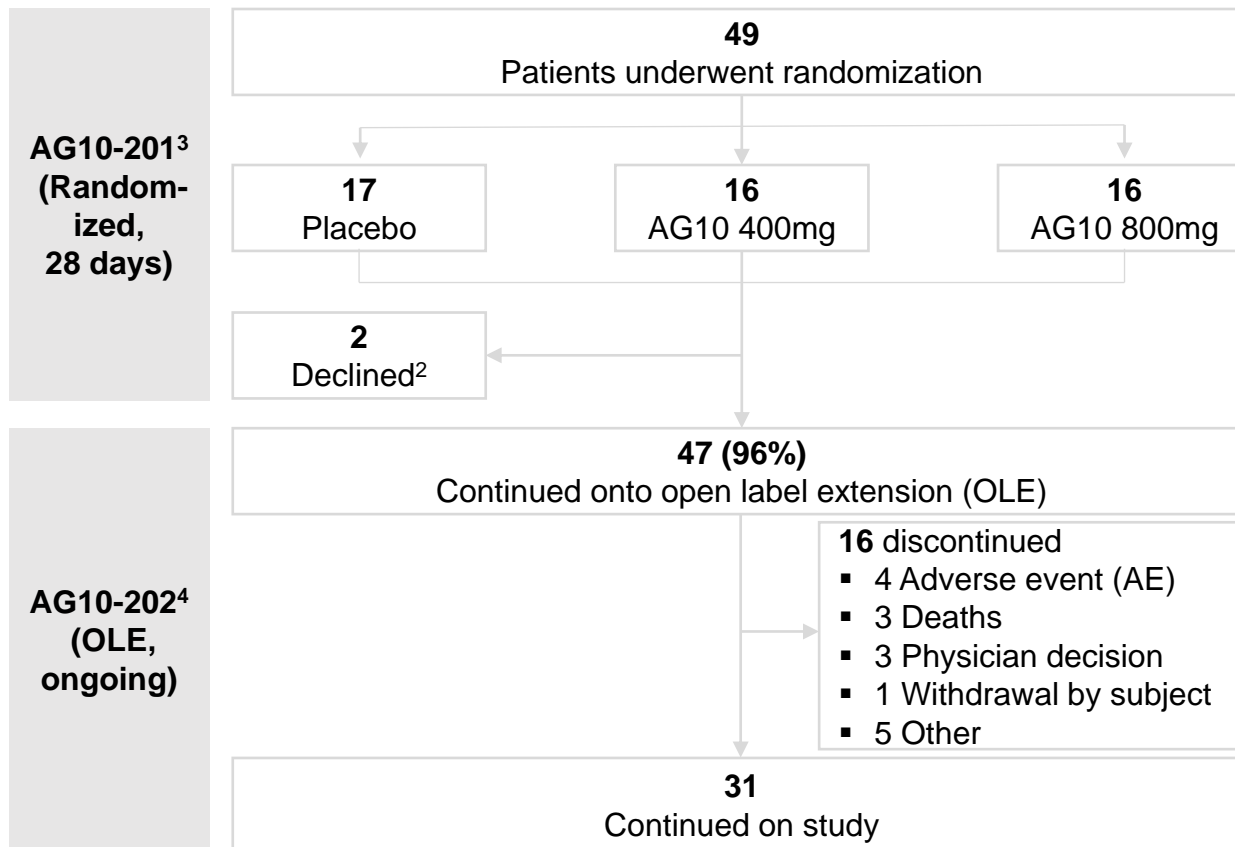 49
Patients underwent randomization
AG10-201³
(Random-
ized,
28 days)
17
Placebo
16
AG10 400mg
16
AG10 800mg
2
Declined²
47 (96%)
Continued onto open label extension (OLE)
AG10-202⁴
(OLE,
ongoing)
16 discontinued
▪ 4 Adverse event (AE)
▪ 3 Deaths
▪ 3 Physician decision
▪ 1 Withdrawal by subject
▪ 5 Other
31
Continued on study